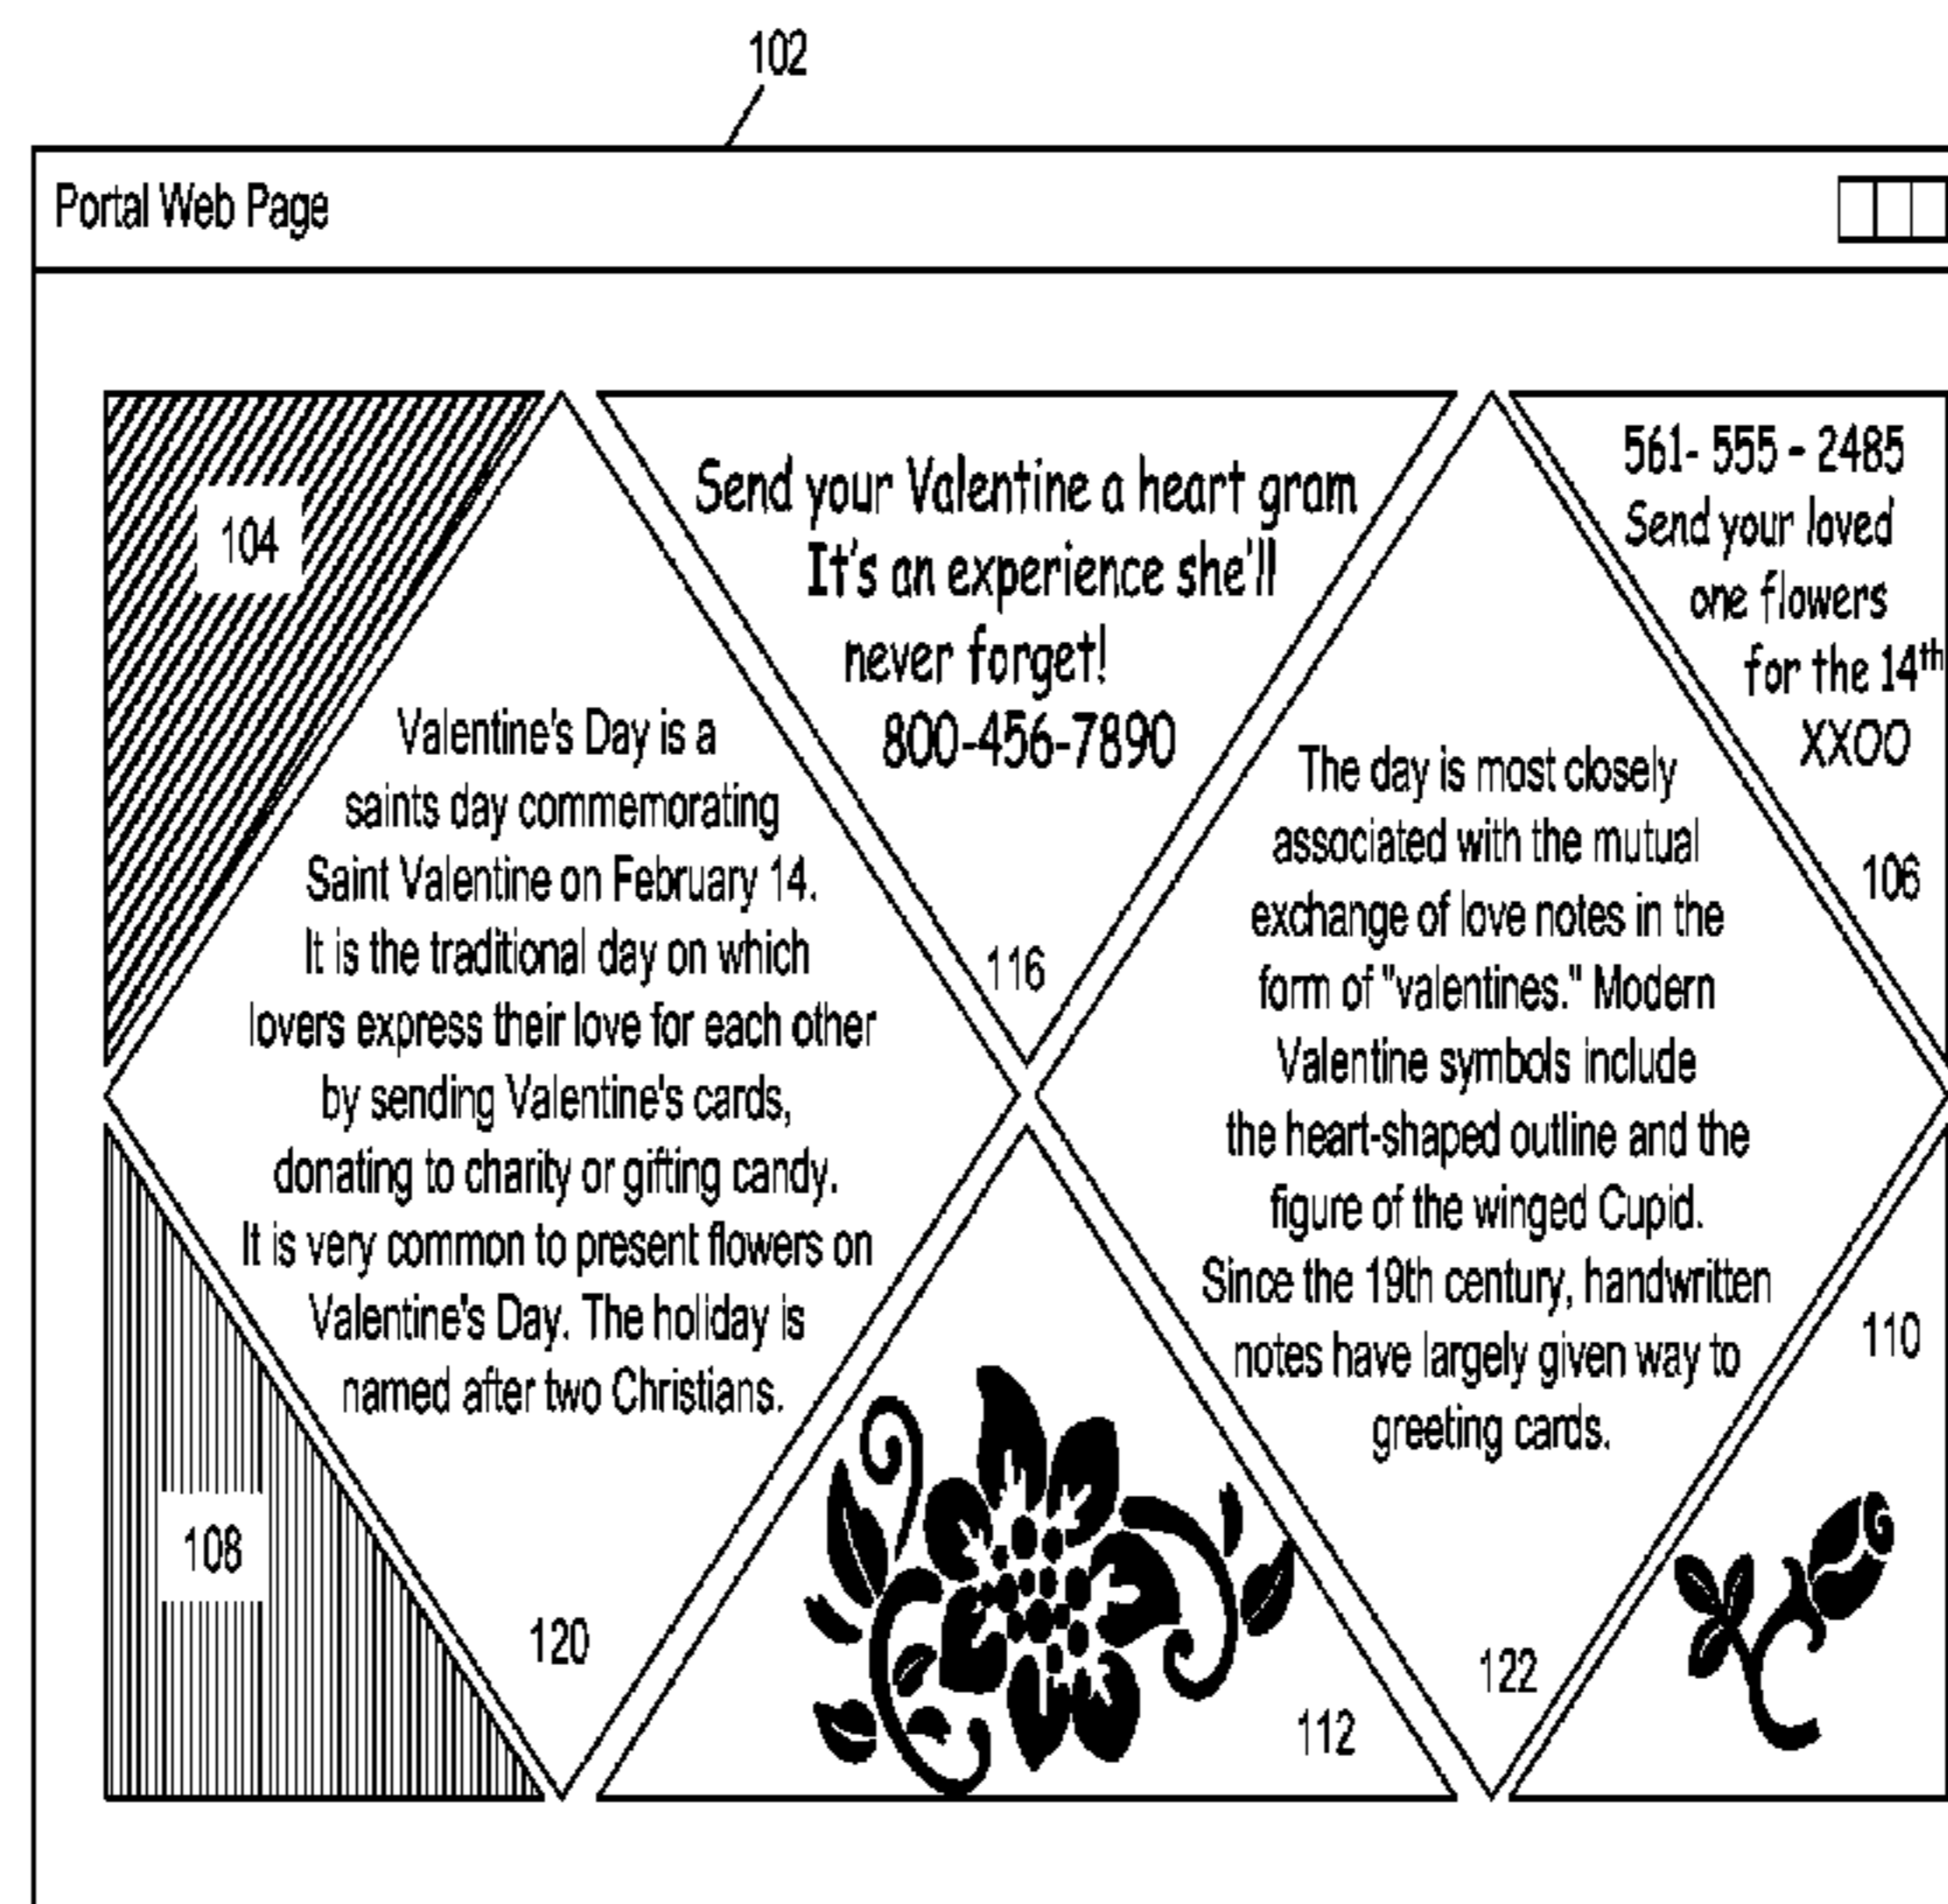 102
Portal Web Page
104
Valentine's Day is a
saints day commemorating
Saint Valentine on February 14.
It is the traditional day on which
lovers express their love for each other
by sending Valentine's cards,
donating to charity or gifting candy.
It is very common to present flowers on
Valentine's Day. The holiday is
named after two Christians.
120
108
Send your Valentine a heart gram
It's an experience she'll
never forget!
800-456-7890
116
112
The day is most closely
associated with the mutual
exchange of love notes in the
form of "valentines." Modern
Valentine symbols include
the heart-shaped outline and the
figure of the winged Cupid.
Since the 19th century, handwritten
notes have largely given way to
greeting cards.
122
561- 555 - 2485
Send your loved
one flowers
for the 14th
XXOO
106
110